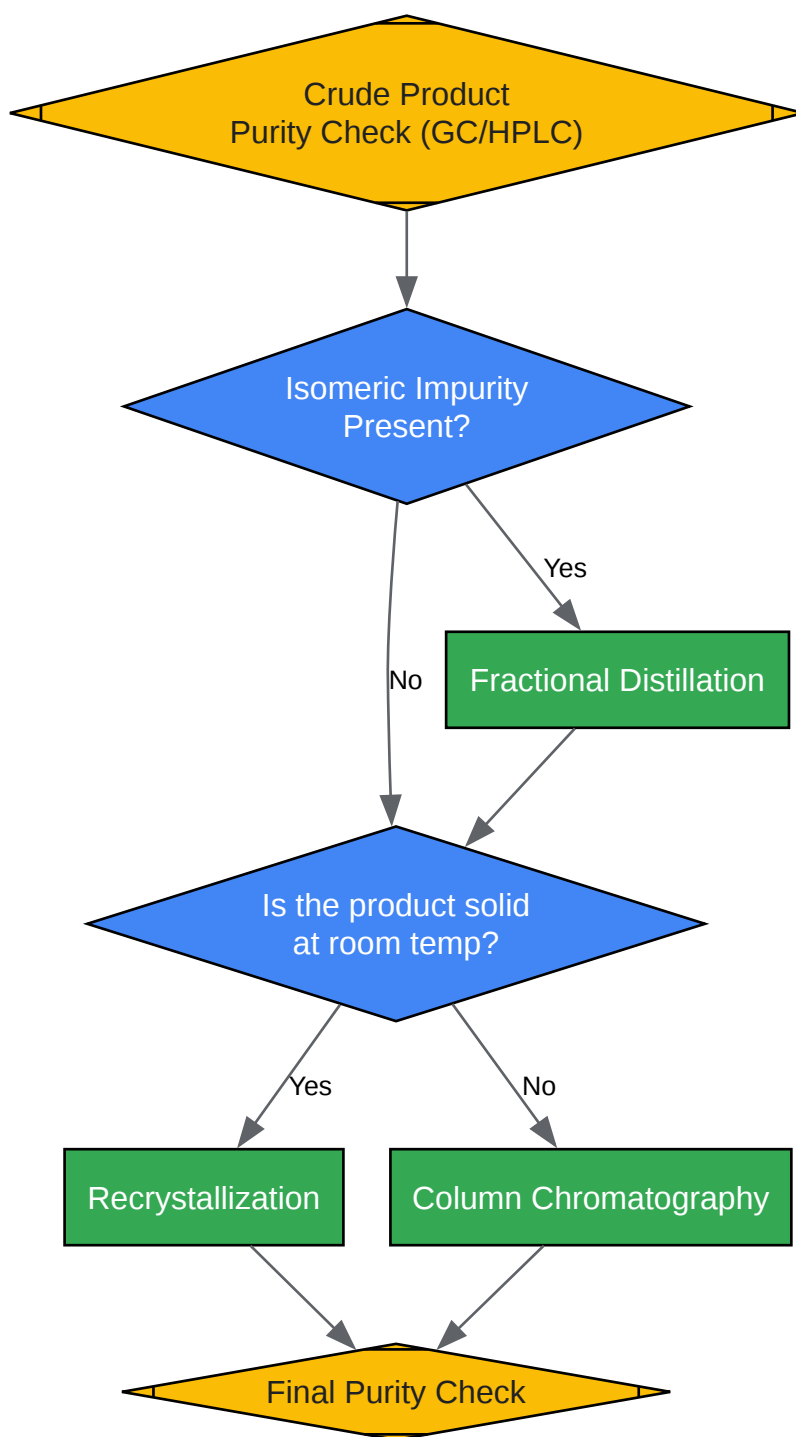 Crude Product
Purity Check (GC/HPLC)
Isomeric Impurity
Present?
Yes
No
Fractional Distillation
Is the product solid
at room temp?
Yes
No
Recrystallization
Column Chromatography
Final Purity Check